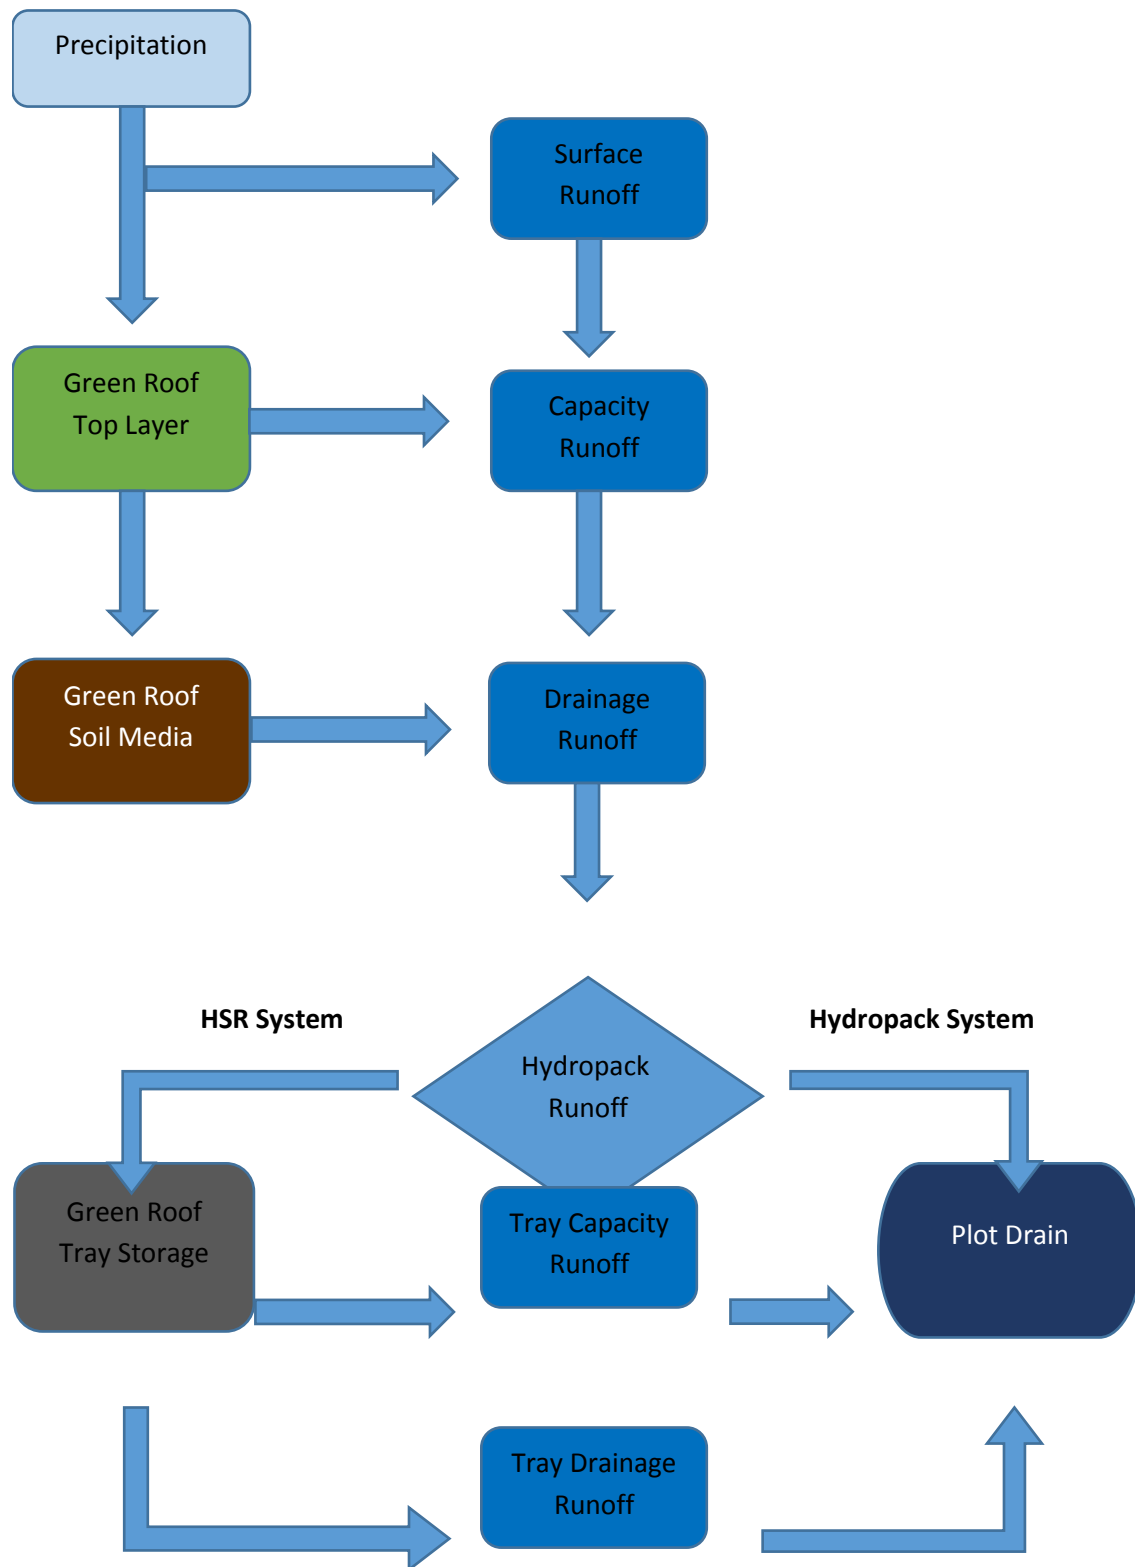 Precipitation
Surface
Runoff
Green Roof
Top Layer
Capacity
Runoff
Green Roof
Soil Media
Drainage
Runoff
HSR System
Hydropack System
Hydropack
Runoff
Green Roof
Tray Storage
Tray Capacity
Runoff
Plot Drain
Tray Drainage
Runoff